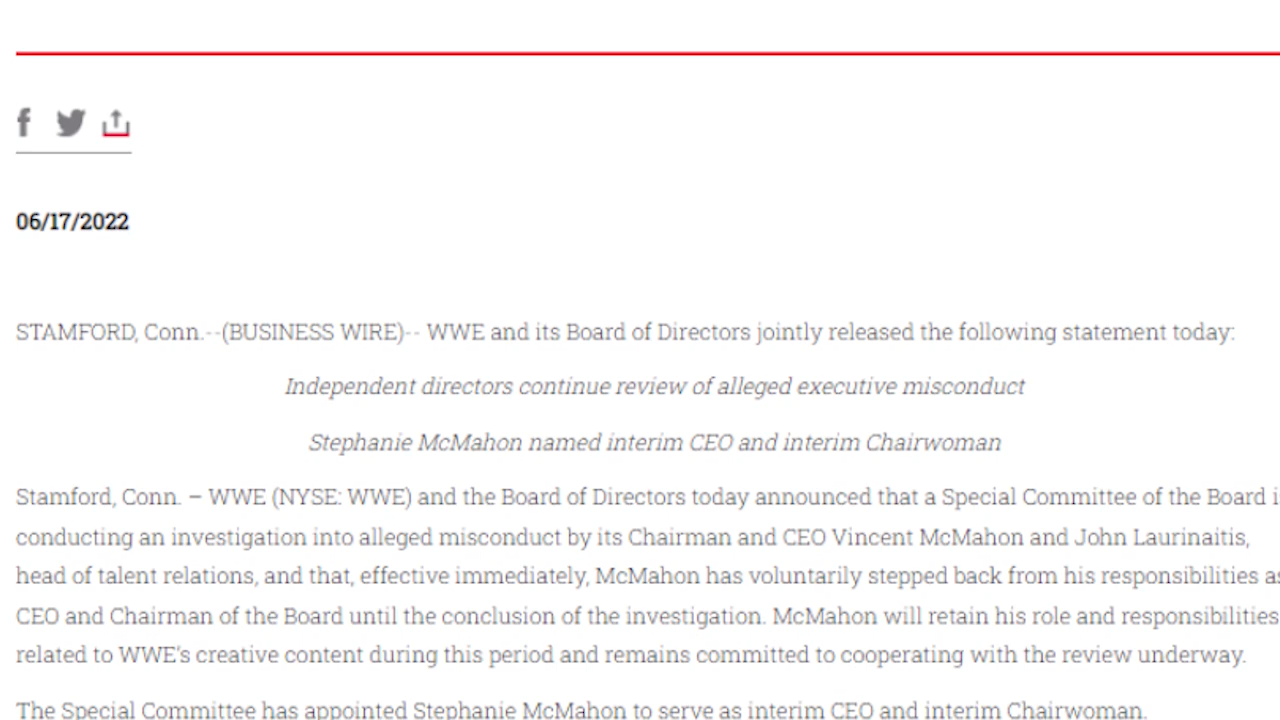 06/17/2022
STAMFORD, Conn.--(BUSINESS WIRE)-- WWE and its Board of Directors jointly released the following statement today:
Independent directors continue review of alleged executive misconduct
Stephanie McMahon named interim CEO and interim Chairwoman
Stamford, Conn. – WWE (NYSE: WWE) and the Board of Directors today announced that a Special Committee of the Board
conducting an investigation into alleged misconduct by its Chairman and CEO Vincent McMahon and John Laurinaitis,
head of talent relations, and that, effective immediately, McMahon has voluntarily stepped back from his responsibilities as
CEO and Chairman of the Board until the conclusion of the investigation. McMahon will retain his role and responsibilities
related to WWE's creative content during this period and remains committed to cooperating with the review underway.
The Special Committee has appointed Stephanie McMahon to serve as interim CEO and interim Chairwoman.